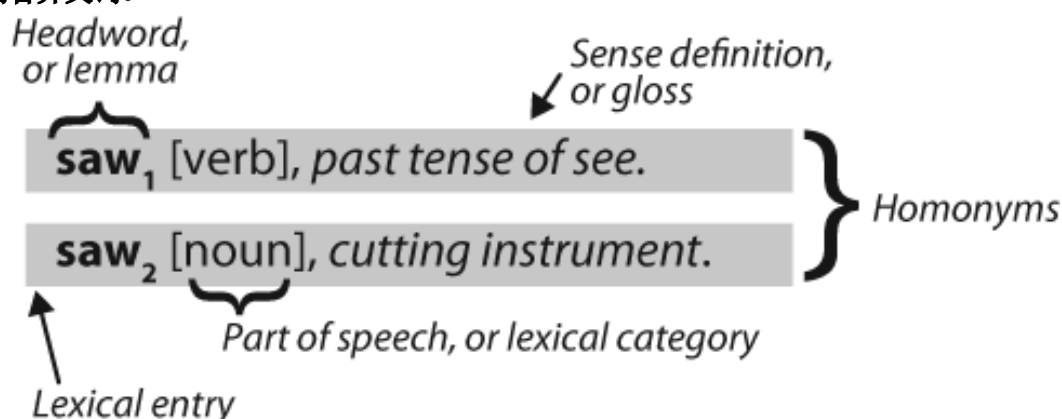 Headword,
or lemma
Sense definition,
or gloss
saw₁ [verb], past tense of see.
Homonyms
saw₂ [noun], cutting instrument.
Part of speech, or lexical category
Lexical entry